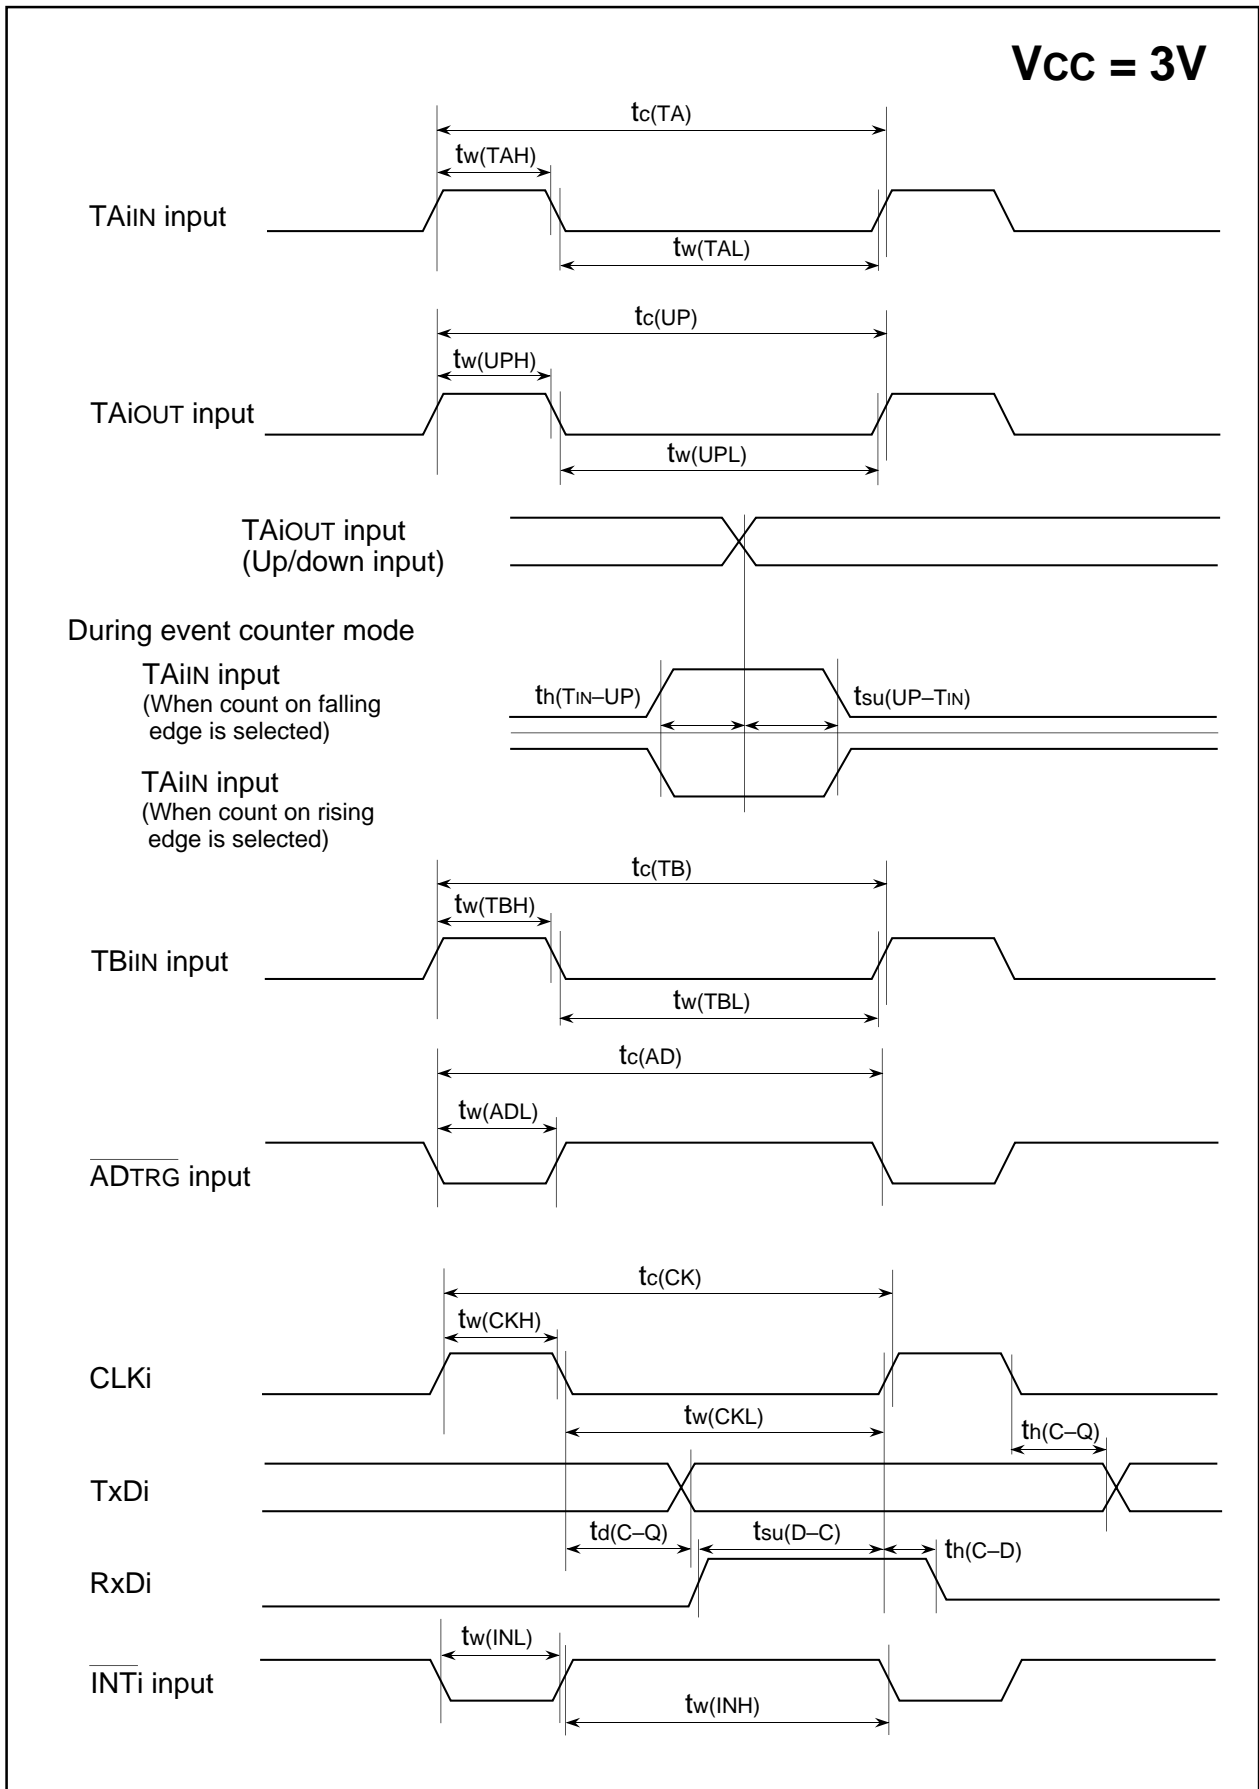 VCC = 3V
tc(TA)
tw(TAH)
TAiIN input
tw(TAL)
tc(UP)
tw(UPH)
TAiOUT input
tw(UPL)
TAiOUT input
(Up/down input)
During event counter mode
TAiIN input
(When count on falling
edge is selected)
th(TIN–UP)
tsu(UP–TIN)
TAiIN input
(When count on rising
edge is selected)
tc(TB)
tw(TBH)
TBiIN input
tw(TBL)
tc(AD)
tw(ADL)
ADTRG input
tc(CK)
tw(CKH)
CLKi
tw(CKL)
th(C–Q)
TxDi
td(C–Q)
tsu(D–C)
th(C–D)
RxDi
tw(INL)
INTi input
tw(INH)